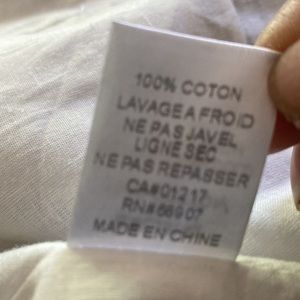 100% COTON
LAVAGE A FROID
NE PAS JAVEL
LIGNE SEC
NE PAS REPASSER
CA#01217
RN#66907
MADE EN CHINE